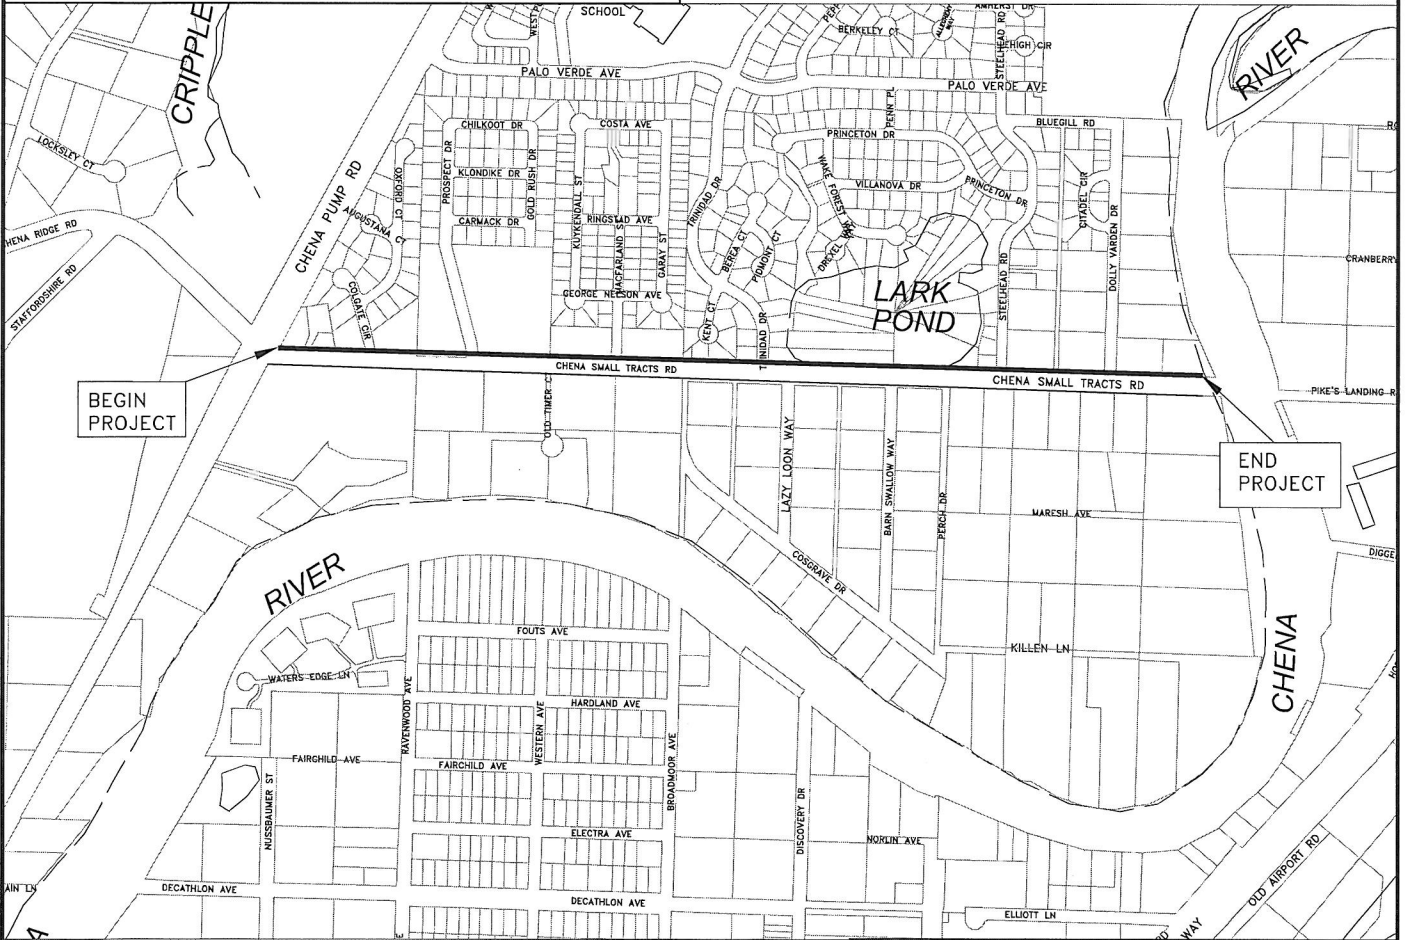 SCHOOL
CRIPPLE
BERKELEY CT
AMHERST DR
STEELHEAD RD
LEHIGH CIR
RIVER
PALO VERDE AVE
PALO VERDE AVE
PENN PL
LOCKSLEY CT
CHILKOOT DR
COSTA AVE
PRINCETON DR
BLUEGILL RD
CHENA PUMP RD
OXFORD CT
PROSPECT DR
KLONDIKE DR
GOLD RUSH DR
KUYKENDALL ST
TRINIDAD DR
WAKE FOREST
VILLANOVA DR
PRINCETON DR
CITADEL CIR
AUGUSTANA CT
CARMACK DR
RINGSTAD AVE
MACFARLAND ST
GARAY ST
BEREA CT
PIDMONT CT
DREXEL
DOLLY VARDEN DR
HENA RIDGE RD
STAFFORDSHIRE RD
COLGATE CIR
GEORGE NELSON AVE
KENT CT
TRINIDAD DR
LARK
POND
STEELHEAD RD
CRANBERRY
CHENA SMALL TRACTS RD
CHENA SMALL TRACTS RD
PIKE'S LANDING R
BEGIN
PROJECT
OLD TIMER CT
LAZY LOON WAY
BARN SWALLOW WAY
PERCH DR
END
PROJECT
MARESH AVE
DIGGE
RIVER
COSGRAVE DR
FOUTS AVE
KILLEN LN
CHENA
WATERS EDGE LN
RAVENWOOD AVE
WESTERN AVE
HARDLAND AVE
BROADMOOR AVE
FAIRCHILD AVE
FAIRCHILD AVE
NUSSBAUMER ST
DISCOVERY DR
ELECTRA AVE
NORLIN AVE
OLD AIRPORT RD
AIN LN
DECATHLON AVE
DECATHLON AVE
ELLIOTT LN
WAY
A